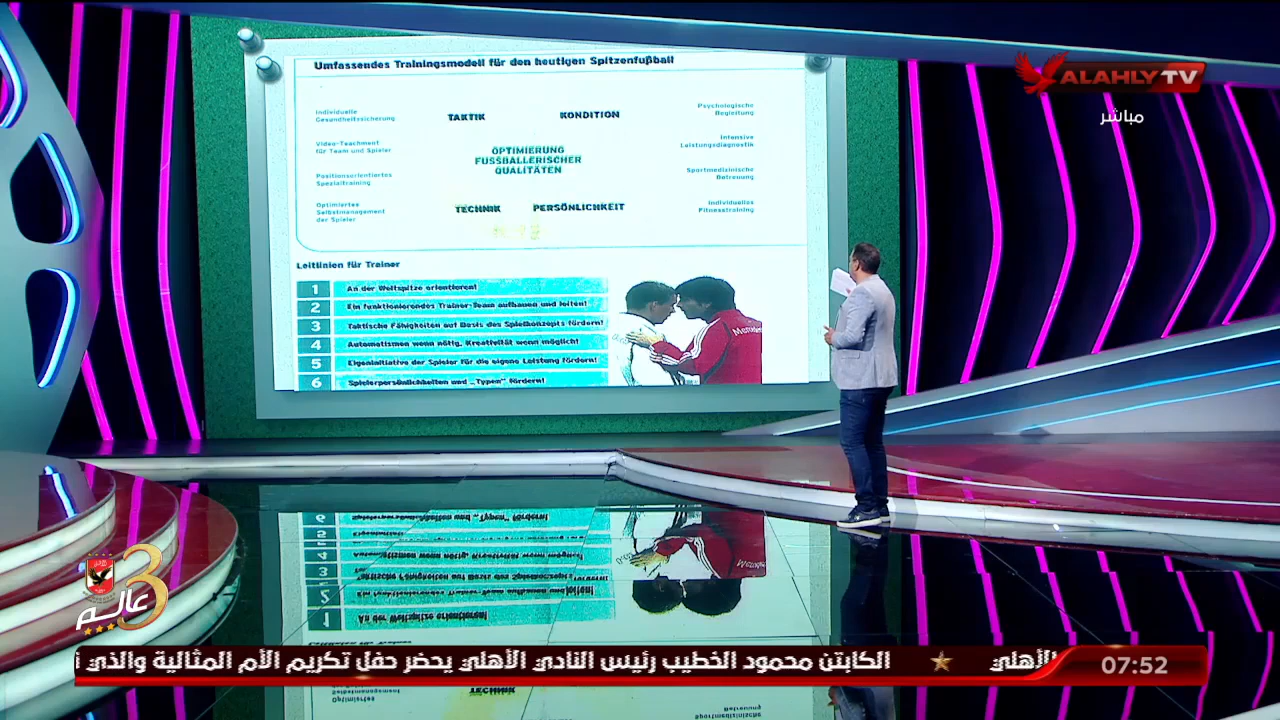 Umfassendes Trainingsmodell für den heutigen Spitzenfußball
ALAHLY TV
مباشر
Individuelle
Gesundheitssicherung
TAKTIK
KONDITION
Psychologische
Begleitung
Video-Teachment
für Team und Spieler
OPTIMIERUNG
FUSSBALLERISCHER
QUALITÄTEN
Intensive
Leistungsdiagnostik
Positionsorientiertes
Spezialtraining
Sportmedizinische
Betreuung
Optimiertes
Selbstmanagement
der Spieler
TECHNIK
PERSÖNLICHKEIT
Individuelles
Fitnesstraining
Leitlinien für Trainer
1 An der Weltspitze orientieren!
2 Ein funktionierendes Trainer-Team aufbauen und leiten!
3 Taktische Fähigkeiten auf Basis des Spielkonzepts fördern!
4 Automatismen wenn nötig, Kreativität wenn möglich!
5 Eigeninitiative der Spieler für die eigene Leistung fördern!
6 Spielerpersönlichkeiten und „Typen" fördern!
عالم
الأهلي ★ الكابتن محمود الخطيب رئيس النادي الأهلي يحضر حفل تكريم الأم المثالية والذي
07:52